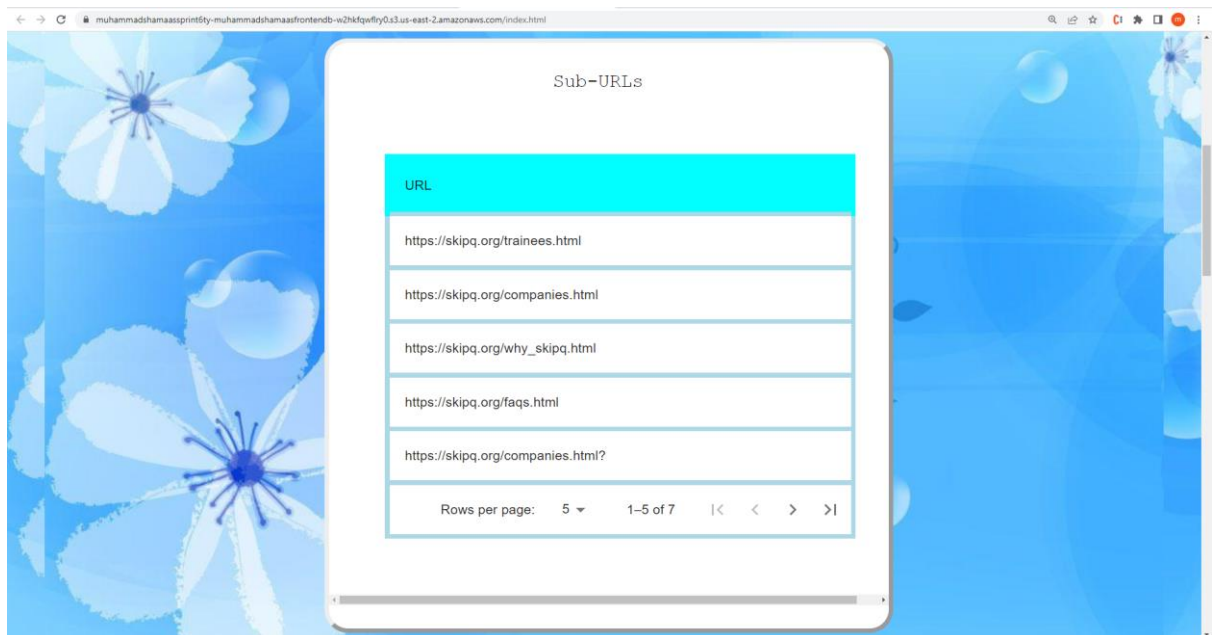 muhammadshamaassprint6ty-muhammadshamaasfrontendb-w2hkfqwflry0.s3.us-east-2.amazonaws.com/index.html
Sub-URLs
URL
https://skipq.org/trainees.html
https://skipq.org/companies.html
https://skipq.org/why_skipq.html
https://skipq.org/faqs.html
https://skipq.org/companies.html?
Rows per page: 5 1–5 of 7